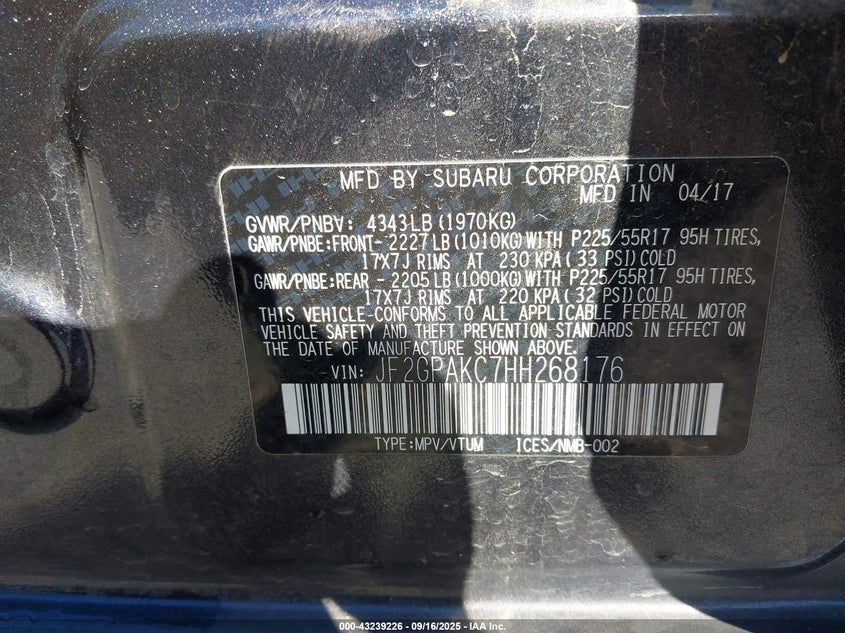 MFD BY SUBARU CORPORATION
MFD IN 04/17
GVWR/PNBV: 4343LB (1970KG)
GAWR/PNBE:FRONT- 2227 LB (1010KG) WITH P225/55R17 95H TIRES,
17X7J RIMS AT 230 KPA (33 PSI) COLD
GAWR/PNBE:REAR - 2205 LB (1000KG) WITH P225/55R17 95H TIRES,
17X7J RIMS AT 220 KPA (32 PSI) COLD
THIS VEHICLE-CONFORMS TO ALL APPLICABLE FEDERAL MOTOR
VEHICLE SAFETY AND THEFT PREVENTION STANDARDS IN EFFECT ON
THE DATE OF MANUFACTURE SHOWN ABOVE.
VIN: JF2GPAKC7HH268176
TYPE:MPV/VTUM ICES/NMB-002
000-43239226 - 09/16/2025 - IAA Inc.